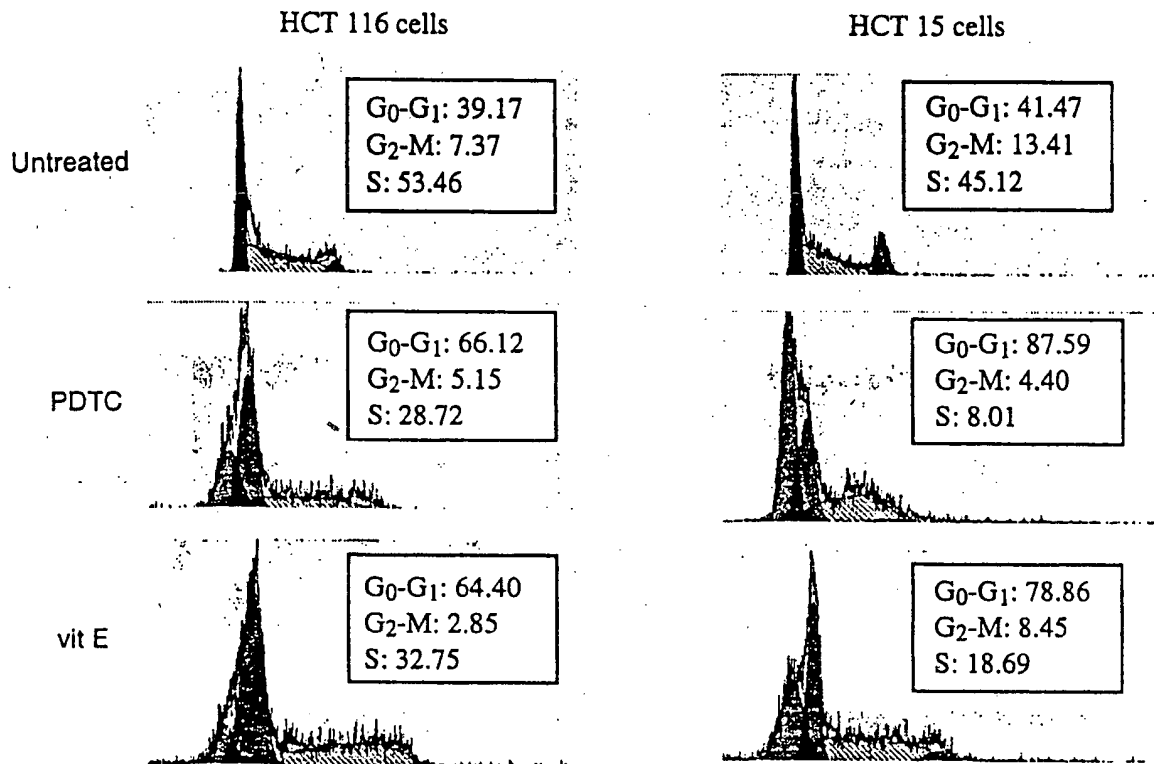 HCT 116 cells
HCT 15 cells
Untreated
G0-G1: 39.17
G2-M: 7.37
S: 53.46
G0-G1: 41.47
G2-M: 13.41
S: 45.12
PDTC
G0-G1: 66.12
G2-M: 5.15
S: 28.72
G0-G1: 87.59
G2-M: 4.40
S: 8.01
vit E
G0-G1: 64.40
G2-M: 2.85
S: 32.75
G0-G1: 78.86
G2-M: 8.45
S: 18.69